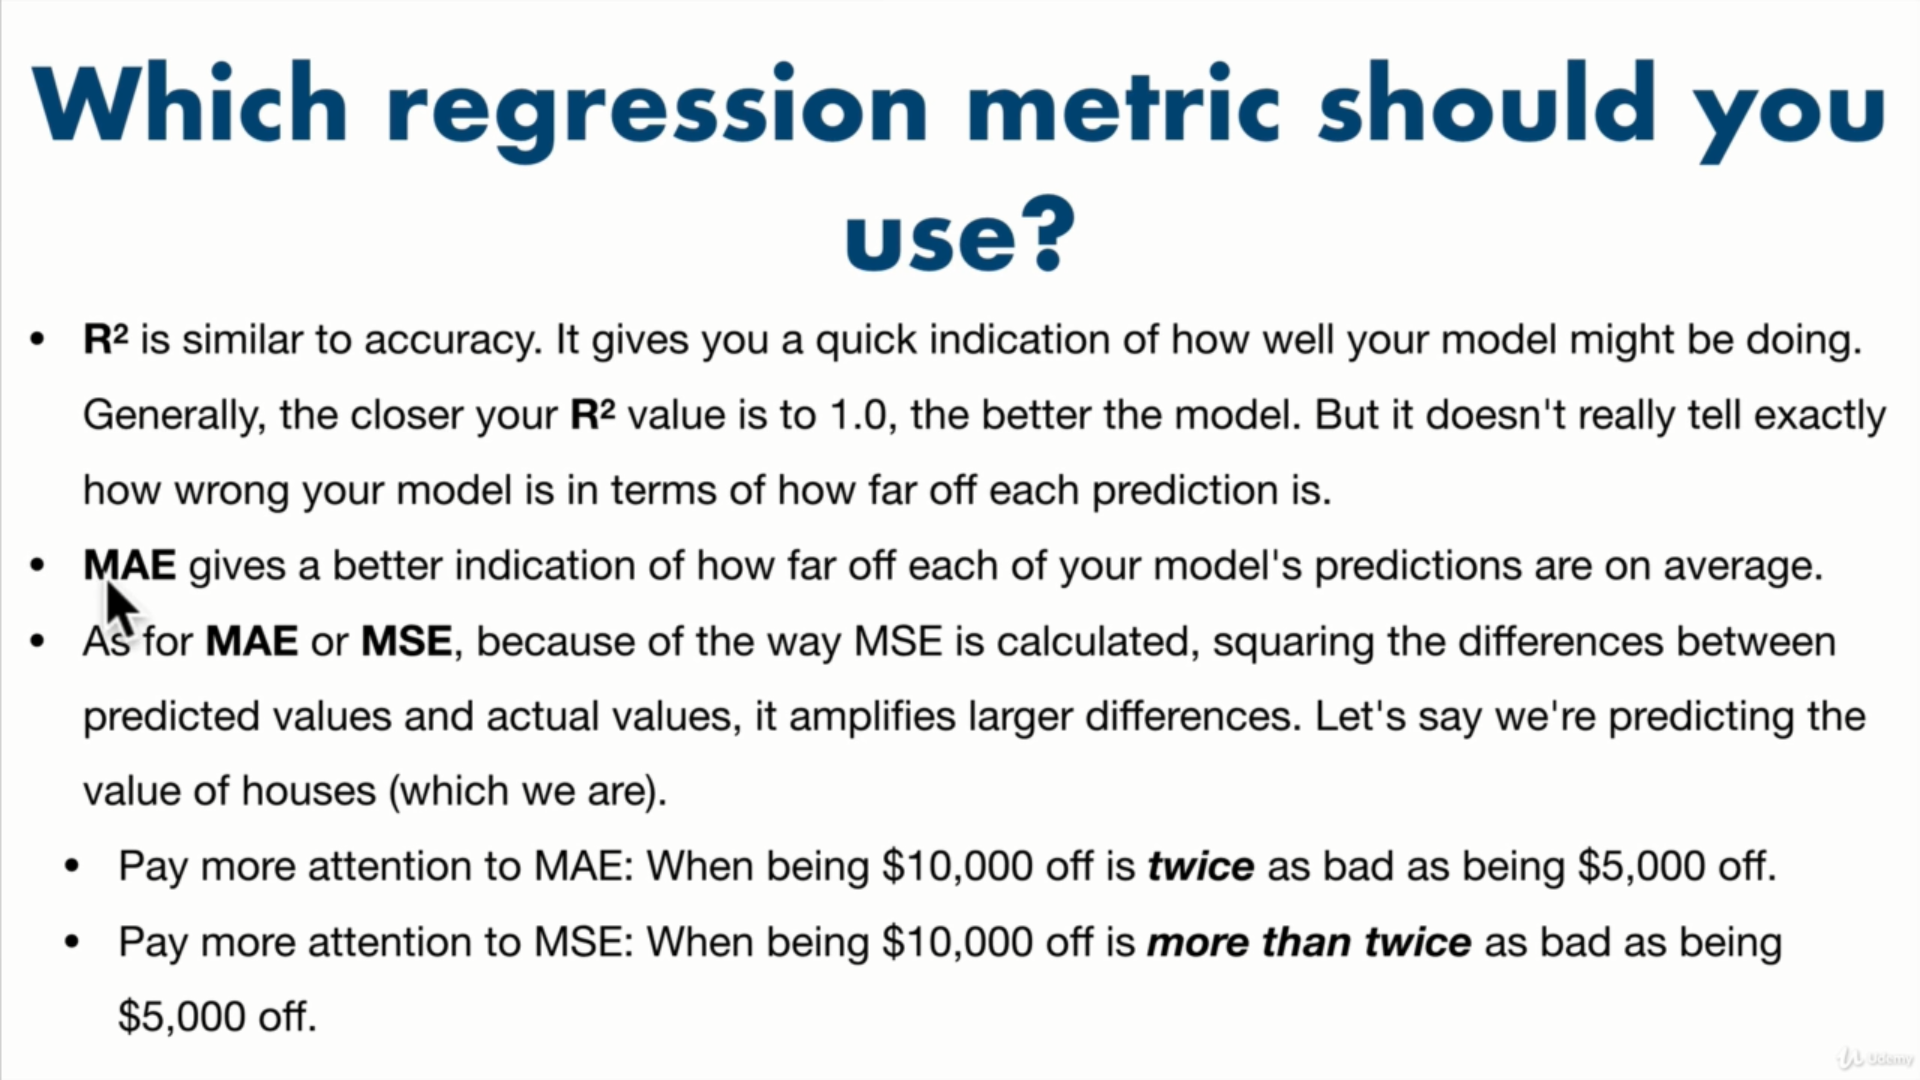 Which regression metric should you
use?
• R² is similar to accuracy. It gives you a quick indication of how well your model might be doing.
Generally, the closer your R² value is to 1.0, the better the model. But it doesn't really tell exactly
how wrong your model is in terms of how far off each prediction is.
• MAE gives a better indication of how far off each of your model's predictions are on average.
• As for MAE or MSE, because of the way MSE is calculated, squaring the differences between
predicted values and actual values, it amplifies larger differences. Let's say we're predicting the
value of houses (which we are).
• Pay more attention to MAE: When being $10,000 off is twice as bad as being $5,000 off.
• Pay more attention to MSE: When being $10,000 off is more than twice as bad as being
$5,000 off.
Udemy